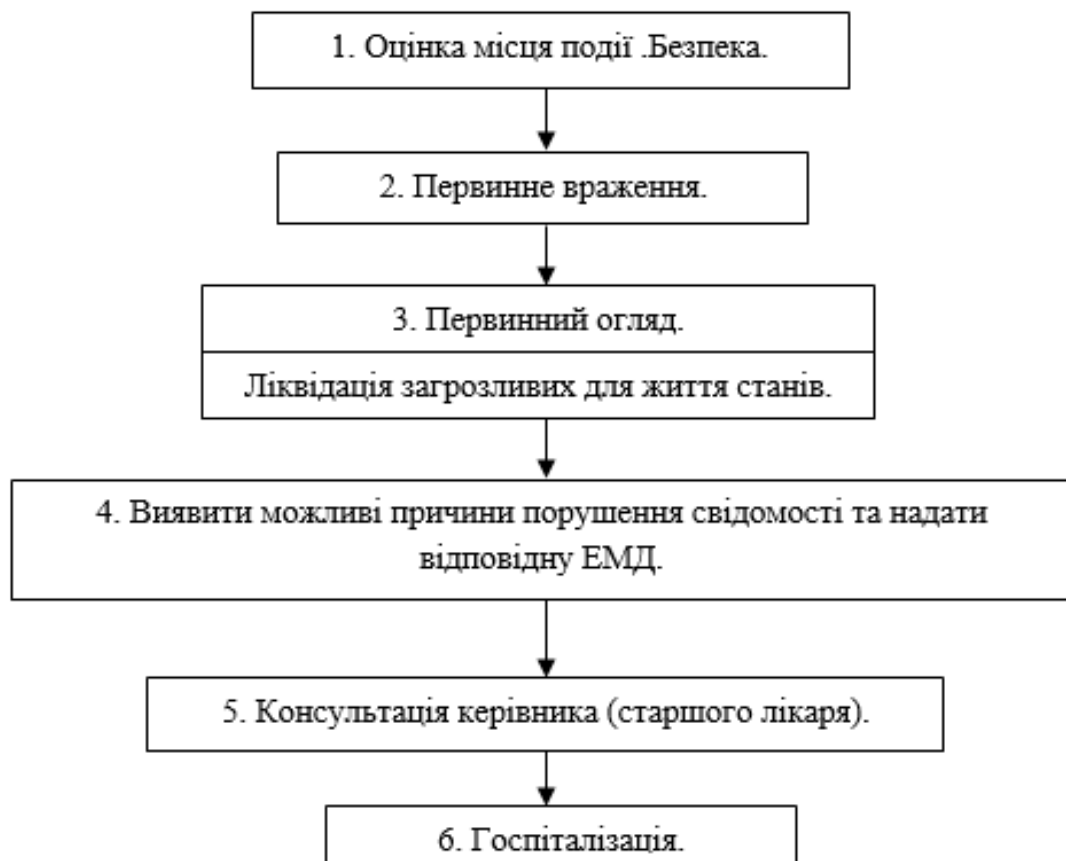 1. Оцінка місця події .Безпека.
2. Первинне враження.
3. Первинний огляд.
Ліквідація загрозливих для життя станів.
4. Виявити можливі причини порушення свідомості та надати
відповідну ЕМД.
5. Консультація керівника (старшого лікаря).
6. Госпіталізація.